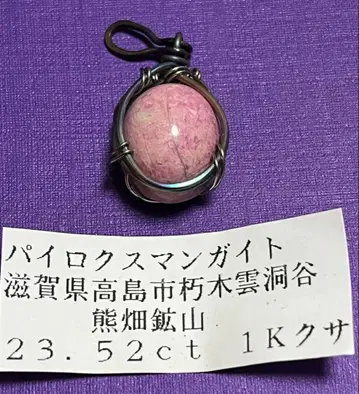 パイロクスマンガイト
滋賀県高島市朽木雲洞谷
熊畑鉱山
23.52ct 1Kクサ